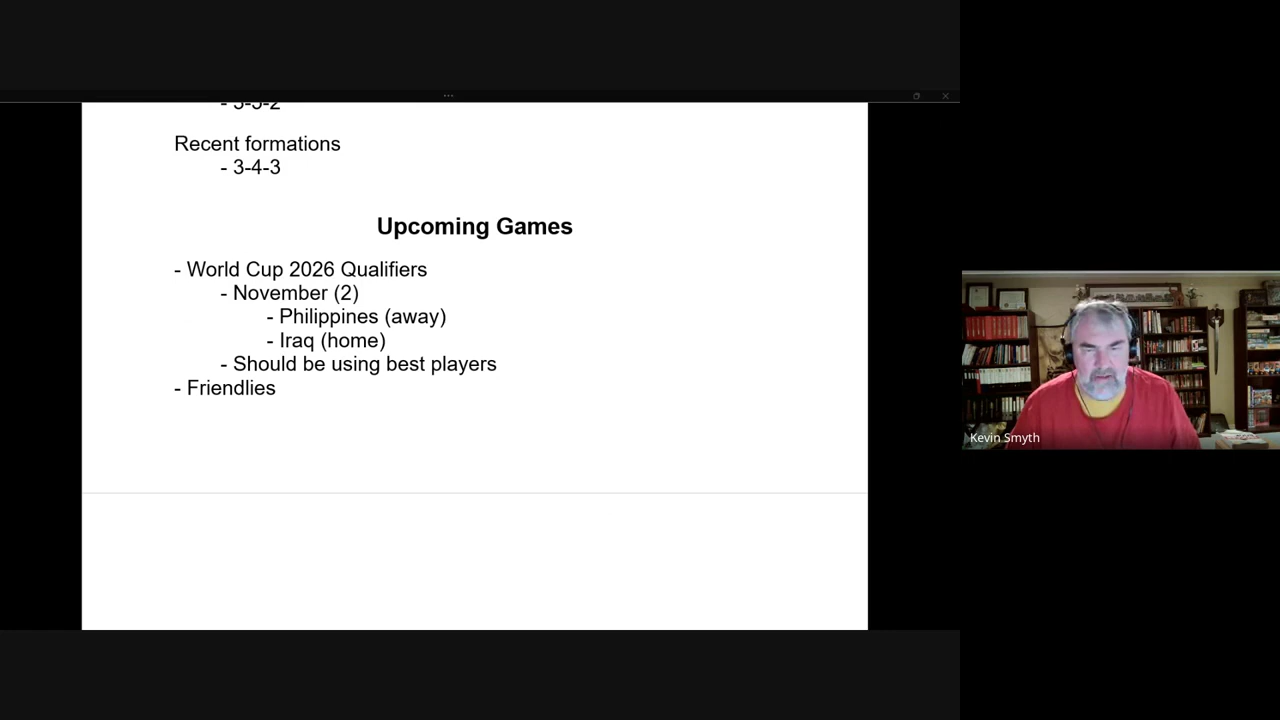 - 3-5-2
Recent formations
- 3-4-3
Upcoming Games
- World Cup 2026 Qualifiers
- November (2)
- Philippines (away)
- Iraq (home)
- Should be using best players
- Friendlies
Kevin Smyth